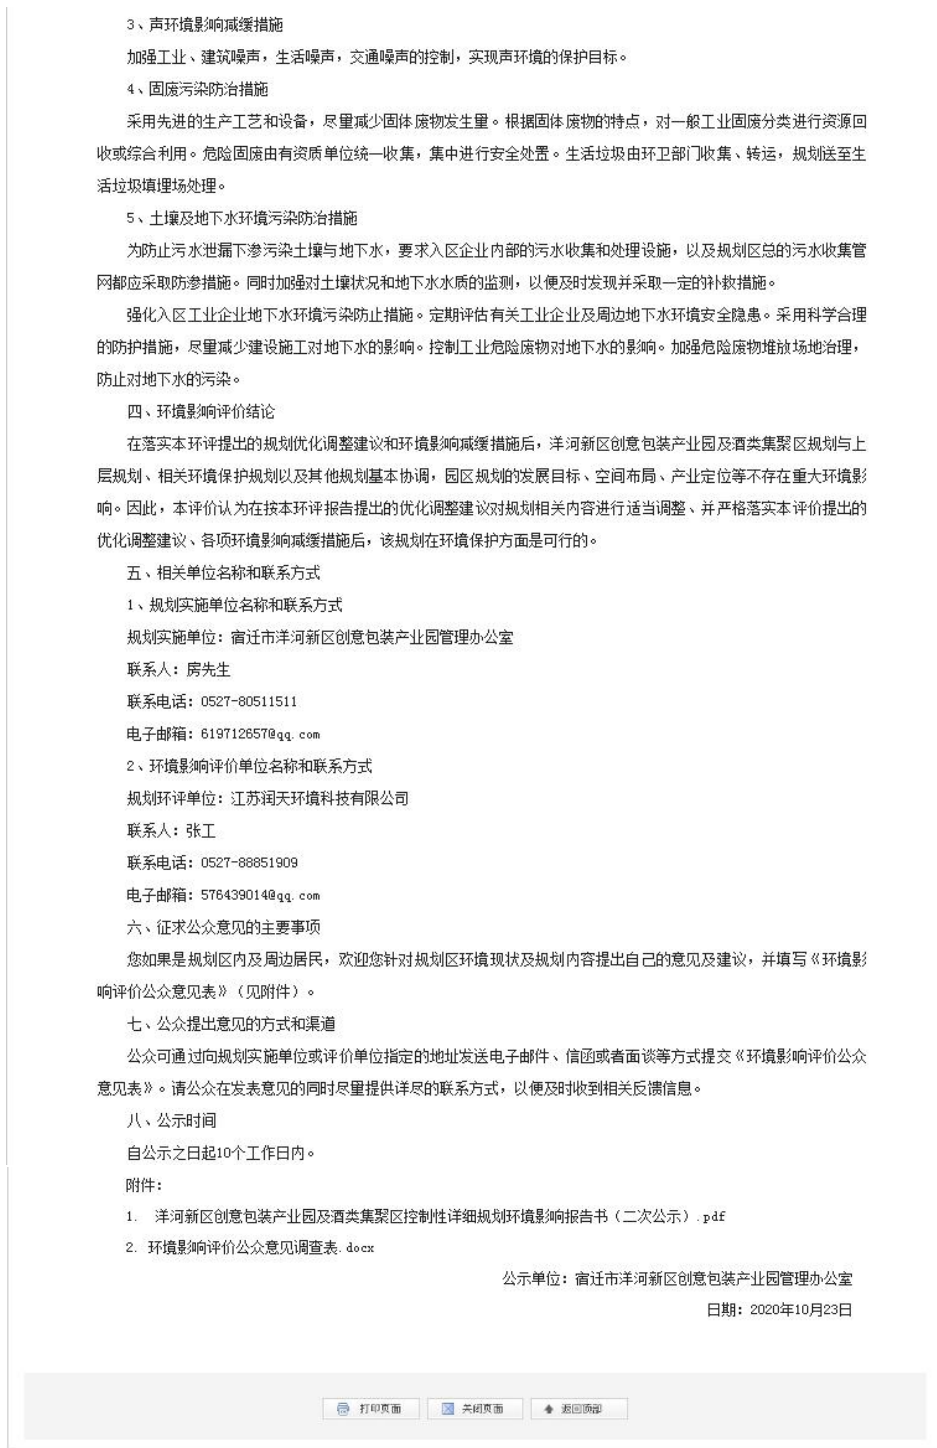 3、声环境影响减缓措施
加强工业、建筑噪声，生活噪声，交通噪声的控制，实现声环境的保护目标。
4、固废污染防治措施
采用先进的生产工艺和设备，尽量减少固体废物发生量。根据固体废物的特点，对一般工业固废分类进行资源回
收或综合利用。危险固废由有资质单位统一收集，集中进行安全处置。生活垃圾由环卫部门收集、转运，规划送至生
活垃圾填埋场处理。
5、土壤及地下水环境污染防治措施
为防止污水泄漏下渗污染土壤与地下水，要求入区企业内部的污水收集和处理设施，以及规划区总的污水收集管
网都应采取防渗措施。同时加强对土壤状况和地下水水质的监测，以便及时发现并采取一定的补救措施。
强化入区工业企业地下水环境污染防止措施。定期评估有关工业企业及周边地下水环境安全隐患。采用科学合理
的防护措施，尽量减少建设施工对地下水的影响。控制工业危险废物对地下水的影响。加强危险废物堆放场地治理，
防止对地下水的污染。
四、环境影响评价结论
在落实本环评提出的规划优化调整建议和环境影响减缓措施后，洋河新区创意包装产业园及酒类集聚区规划与上
层规划、相关环境保护规划以及其他规划基本协调，园区规划的发展目标、空间布局、产业定位等不存在重大环境影
响。因此，本评价认为在按本环评报告提出的优化调整建议对规划相关内容进行适当调整、并严格落实本评价提出的
优化调整建议、各项环境影响减缓措施后，该规划在环境保护方面是可行的。
五、相关单位名称和联系方式
1、规划实施单位名称和联系方式
规划实施单位：宿迁市洋河新区创意包装产业园管理办公室
联系人：房先生
联系电话：0527-80511511
电子邮箱：619712657@qq.com
2、环境影响评价单位名称和联系方式
规划环评单位：江苏润天环境科技有限公司
联系人：张工
联系电话：0527-88851909
电子邮箱：576439014@qq.com
六、征求公众意见的主要事项
您如果是规划区内及周边居民，欢迎您针对规划区环境现状及规划内容提出自己的意见及建议，并填写《环境影
响评价公众意见表》（见附件）。
七、公众提出意见的方式和渠道
公众可通过向规划实施单位或评价单位指定的地址发送电子邮件、信函或者面谈等方式提交《环境影响评价公众
意见表》。请公众在发表意见的同时尽量提供详尽的联系方式，以便及时收到相关反馈信息。
八、公示时间
自公示之日起10个工作日内。
附件：
1. 洋河新区创意包装产业园及酒类集聚区控制性详细规划环境影响报告书（二次公示）.pdf
2. 环境影响评价公众意见调查表.docx
公示单位：宿迁市洋河新区创意包装产业园管理办公室
日期：2020年10月23日
打印页面 关闭页面 返回顶部